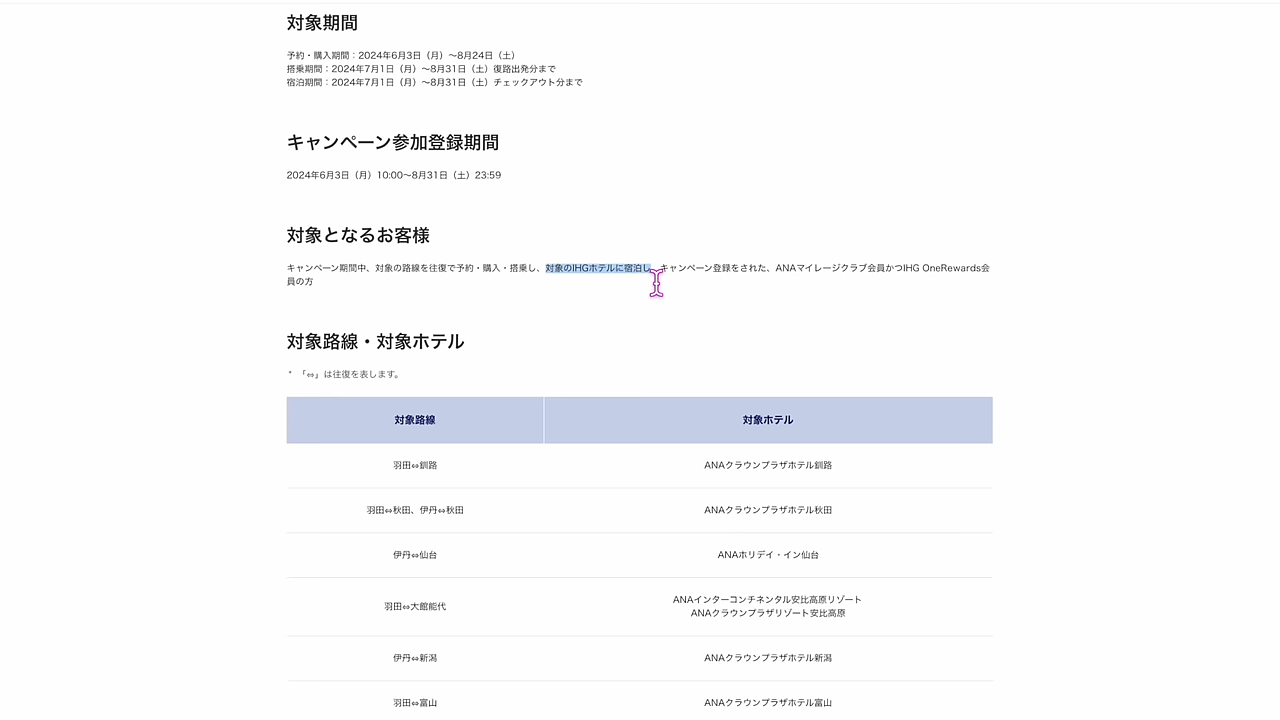 対象期間
予約・購入期間：2024年6月3日（月）～8月24日（土）
搭乗期間：2024年7月1日（月）～8月31日（土）復路出発分まで
宿泊期間：2024年7月1日（月）～8月31日（土）チェックアウト分まで
キャンペーン参加登録期間
2024年6月3日（月）10:00～8月31日（土）23:59
対象となるお客様
キャンペーン期間中、対象の路線を往復で予約・購入・搭乗し、対象のIHGホテルに宿泊し、キャンペーン登録をされた、ANAマイレージクラブ会員かつIHG OneRewards会
員の方
対象路線・対象ホテル
* 「⇔」は往復を表します。
対象路線 対象ホテル
羽田⇔釧路 ANAクラウンプラザホテル釧路
羽田⇔秋田、伊丹⇔秋田 ANAクラウンプラザホテル秋田
伊丹⇔仙台 ANAホリデイ・イン仙台
羽田⇔大館能代 ANAインターコンチネンタル安比高原リゾート
ANAクラウンプラザリゾート安比高原
伊丹⇔新潟 ANAクラウンプラザホテル新潟
羽田⇔富山 ANAクラウンプラザホテル富山